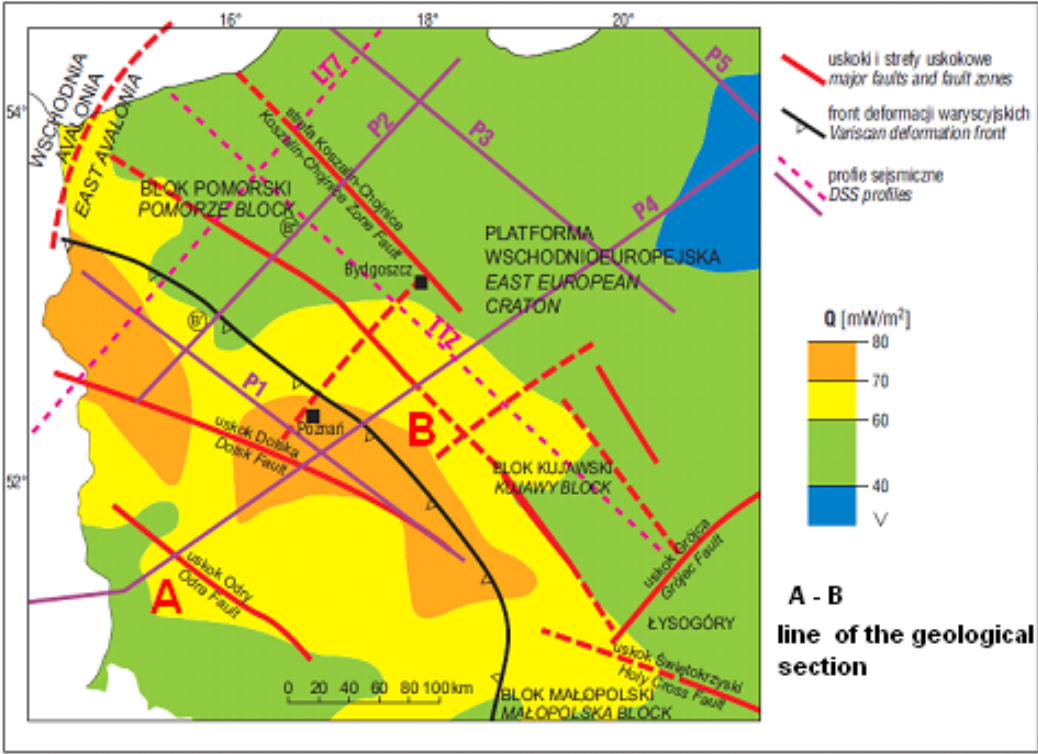 16°
18°
20°
54°
52°
WSCHODNIA
AVALONIA
EAST AVALONIA
LT7
P2
P3
P4
P5
P1
TTZ
strefa Koszalin-Chojnice
Koszalin-Chojnice Zone Fault
BLOK POMORSKI
POMORZE BLOCK
B'
B'
Bydgoszcz
PLATFORMA
WSCHODNIOEUROPEJSKA
EAST EUROPEAN
CRATON
Poznań
uskok Dolska
Dolsk Fault
B
BLOK KUJAWSKI
KUJAWY BLOCK
uskok Odry
Odra Fault
A
uskok Grójca
Grójec Fault
ŁYSOGÓRY
uskok Świętokrzyski
Holy Cross Fault
BLOK MAŁOPOLSKI
MAŁOPOLSKA BLOCK
0 20 40 60 80 100 km
uskoki i strefy uskokowe
major faults and fault zones
front deformacji waryscyjskich
Variscan deformation front
profile sejsmiczne
DSS profiles
Q [mW/m²]
80
70
60
40
A - B
line of the geological
section